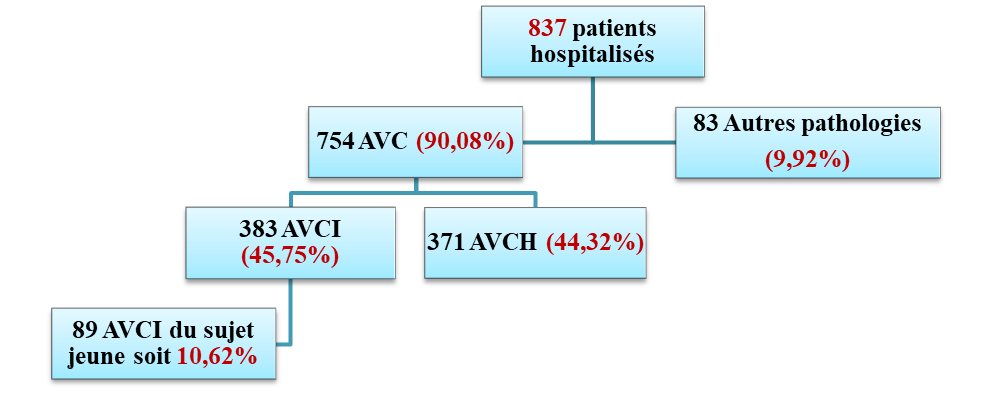 837 patients
hospitalisés
754 AVC (90,08%)
83 Autres pathologies
(9,92%)
383 AVCI
(45,75%)
371 AVCH (44,32%)
89 AVCI du sujet
jeune soit 10,62%